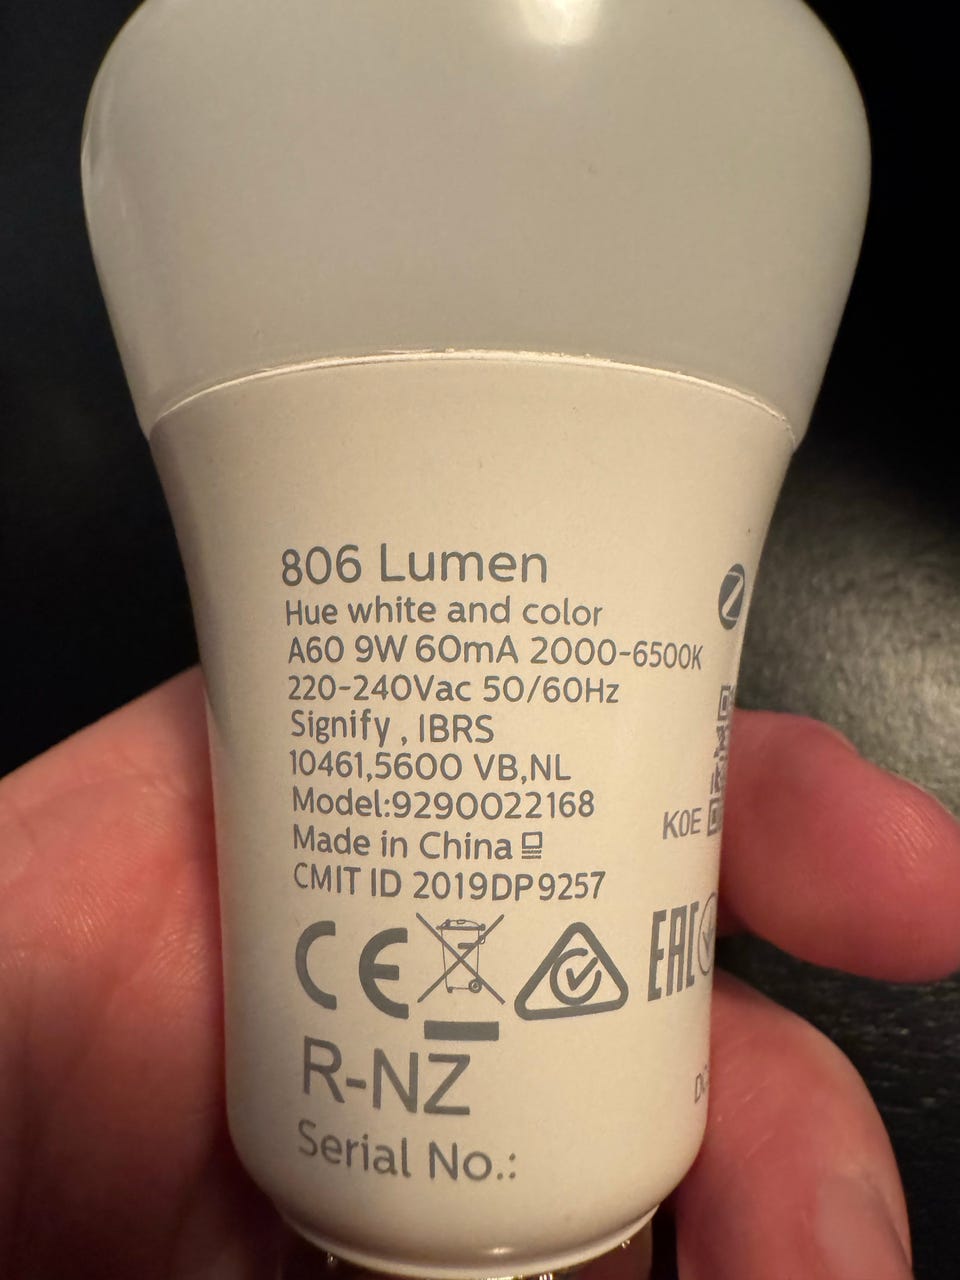 806 Lumen
Hue white and color
A60 9W 60mA 2000-6500K
220-240Vac 50/60Hz
Signify , IBRS
10461,5600 VB,NL
Model:9290022168
K0E
Made in China
CMIT ID 2019DP9257
CE
EAC
R-NZ
Serial No.: